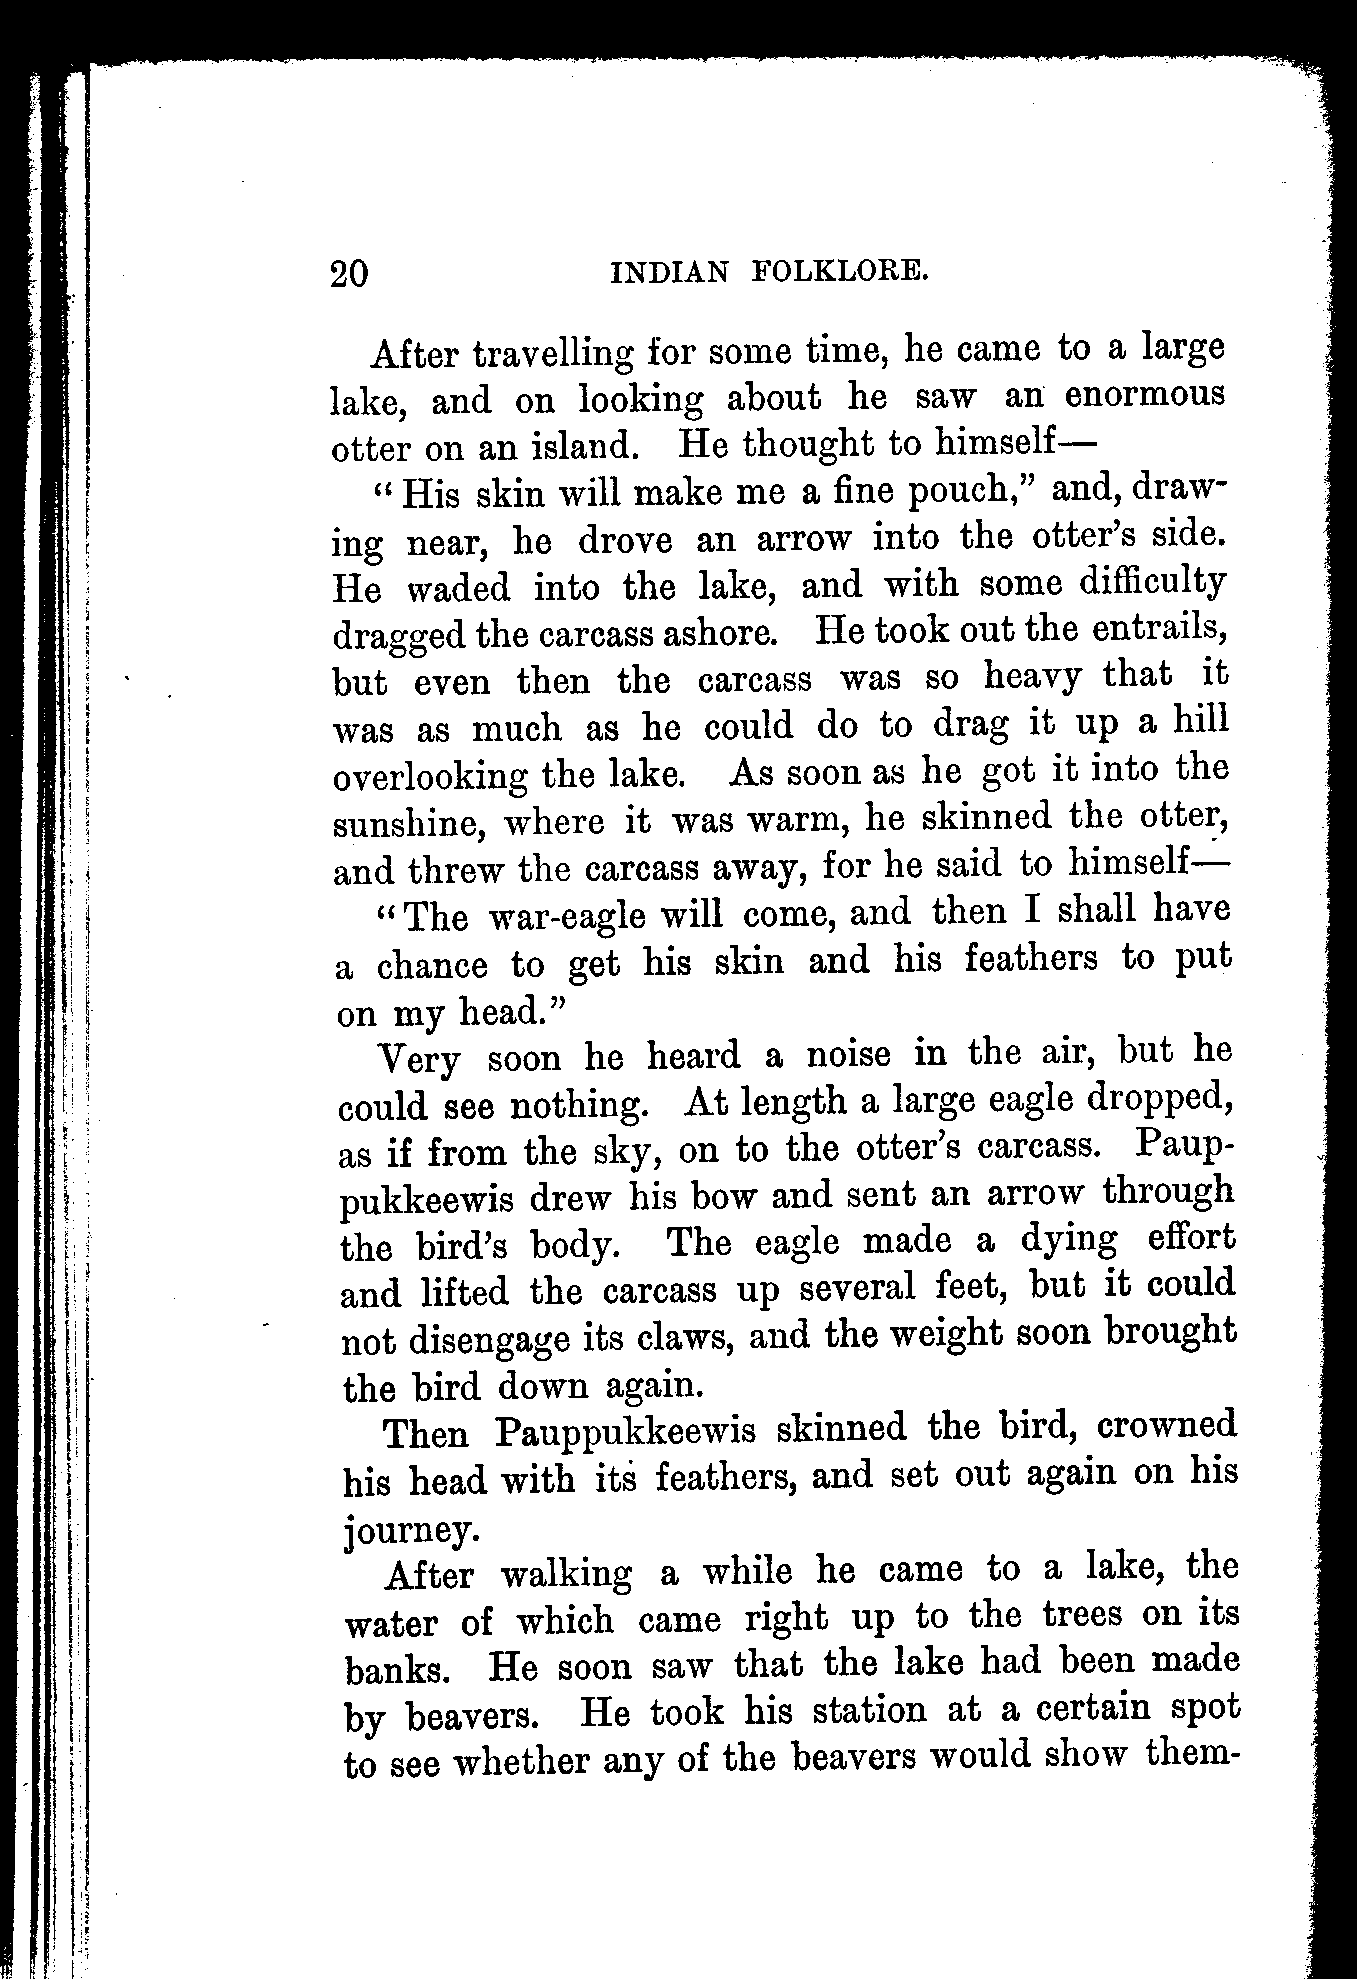 20 INDIAN FOLKLORE.
After travelling for some time, he came to a large
lake, and on looking about he saw an enormous
otter on an island. He thought to himself—
“His skin will make me a fine pouch,” and, draw-
ing near, he drove an arrow into the otter’s side.
He waded into the lake, and with some difficulty
dragged the carcass ashore. He took out the entrails,
but even then the carcass was so heavy that it
was as much as he could do to drag it up a hill
overlooking the lake. As soon as he got it into the
sunshine, where it was warm, he skinned the otter,
and threw the carcass away, for he said to himself—
“The war-eagle will come, and then I shall have
a chance to get his skin and his feathers to put
on my head.”
Very soon he heard a noise in the air, but he
could see nothing. At length a large eagle dropped,
as if from the sky, on to the otter’s carcass. Paup-
pukkeewis drew his bow and sent an arrow through
the bird’s body. The eagle made a dying effort
and lifted the carcass up several feet, but it could
not disengage its claws, and the weight soon brought
the bird down again.
Then Pauppukkeewis skinned the bird, crowned
his head with its feathers, and set out again on his
journey.
After walking a while he came to a lake, the
water of which came right up to the trees on its
banks. He soon saw that the lake had been made
by beavers. He took his station at a certain spot
to see whether any of the beavers would show them-